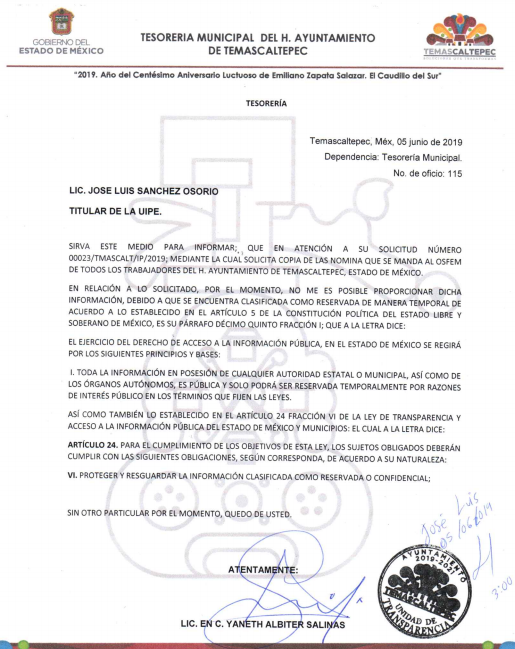 GOBIERNO DEL
ESTADO DE MÉXICO
TESORERIA MUNICIPAL DEL H. AYUNTAMIENTO
DE TEMASCALTEPEC
TEMASCALTEPEC
"2019. Año del Centésimo Aniversario Luctuoso de Emiliano Zapata Salazar. El Caudillo del Sur"
TESORERÍA
Temascaltepec, Méx, 05 junio de 2019
Dependencia: Tesorería Municipal.
No. de oficio: 115
LIC. JOSE LUIS SANCHEZ OSORIO
TITULAR DE LA UIPE.
SIRVA ESTE MEDIO PARA INFORMAR; QUE EN ATENCIÓN A SU SOLICITUD NÚMERO
00023/TMASCALT/IP/2019; MEDIANTE LA CUAL SOLICITA COPIA DE LAS NOMINA QUE SE MANDA AL OSFEM
DE TODOS LOS TRABAJADORES DEL H. AYUNTAMIENTO DE TEMASCALTEPEC, ESTADO DE MÉXICO.
EN RELACIÓN A LO SOLICITADO, POR EL MOMENTO, NO ME ES POSIBLE PROPORCIONAR DICHA
INFORMACIÓN, DEBIDO A QUE SE ENCUENTRA CLASIFICADA COMO RESERVADA DE MANERA TEMPORAL DE
ACUERDO A LO ESTABLECIDO EN EL ARTÍCULO 5 DE LA CONSTITUCIÓN POLÍTICA DEL ESTADO LIBRE Y
SOBERANO DE MÉXICO, ES SU PÁRRAFO DÉCIMO QUINTO FRACCIÓN I; QUE A LA LETRA DICE:
EL EJERCICIO DEL DERECHO DE ACCESO A LA INFORMACIÓN PÚBLICA, EN EL ESTADO DE MÉXICO SE REGIRÁ
POR LOS SIGUIENTES PRINCIPIOS Y BASES:
I. TODA LA INFORMACIÓN EN POSESIÓN DE CUALQUIER AUTORIDAD ESTATAL O MUNICIPAL, ASÍ COMO DE
LOS ÓRGANOS AUTÓNOMOS, ES PÚBLICA Y SOLO PODRÁ SER RESERVADA TEMPORALMENTE POR RAZONES
DE INTERÉS PÚBLICO EN LOS TÉRMINOS QUE FIJEN LAS LEYES.
ASÍ COMO TAMBIÉN LO ESTABLECIDO EN EL ARTÍCULO 24 FRACCIÓN VI DE LA LEY DE TRANSPARENCIA Y
ACCESO A LA INFORMACIÓN PÚBLICA DEL ESTADO DE MÉXICO Y MUNICIPIOS: EL CUAL A LA LETRA DICE:
ARTÍCULO 24. PARA EL CUMPLIMIENTO DE LOS OBJETIVOS DE ESTA LEY, LOS SUJETOS OBLIGADOS DEBERÁN
CUMPLIR CON LAS SIGUIENTES OBLIGACIONES, SEGÚN CORRESPONDA, DE ACUERDO A SU NATURALEZA:
VI. PROTEGER Y RESGUARDAR LA INFORMACIÓN CLASIFICADA COMO RESERVADA O CONFIDENCIAL;
SIN OTRO PARTICULAR POR EL MOMENTO, QUEDO DE USTED.
José Luis
05/06/2019
3:00
AYUNTAMIENTO
2019-2021
TEMASCALTEPEC
UNIDAD DE
TRANSPARENCIA
ATENTAMENTE:
LIC. EN C. YANETH ALBITER SALINAS